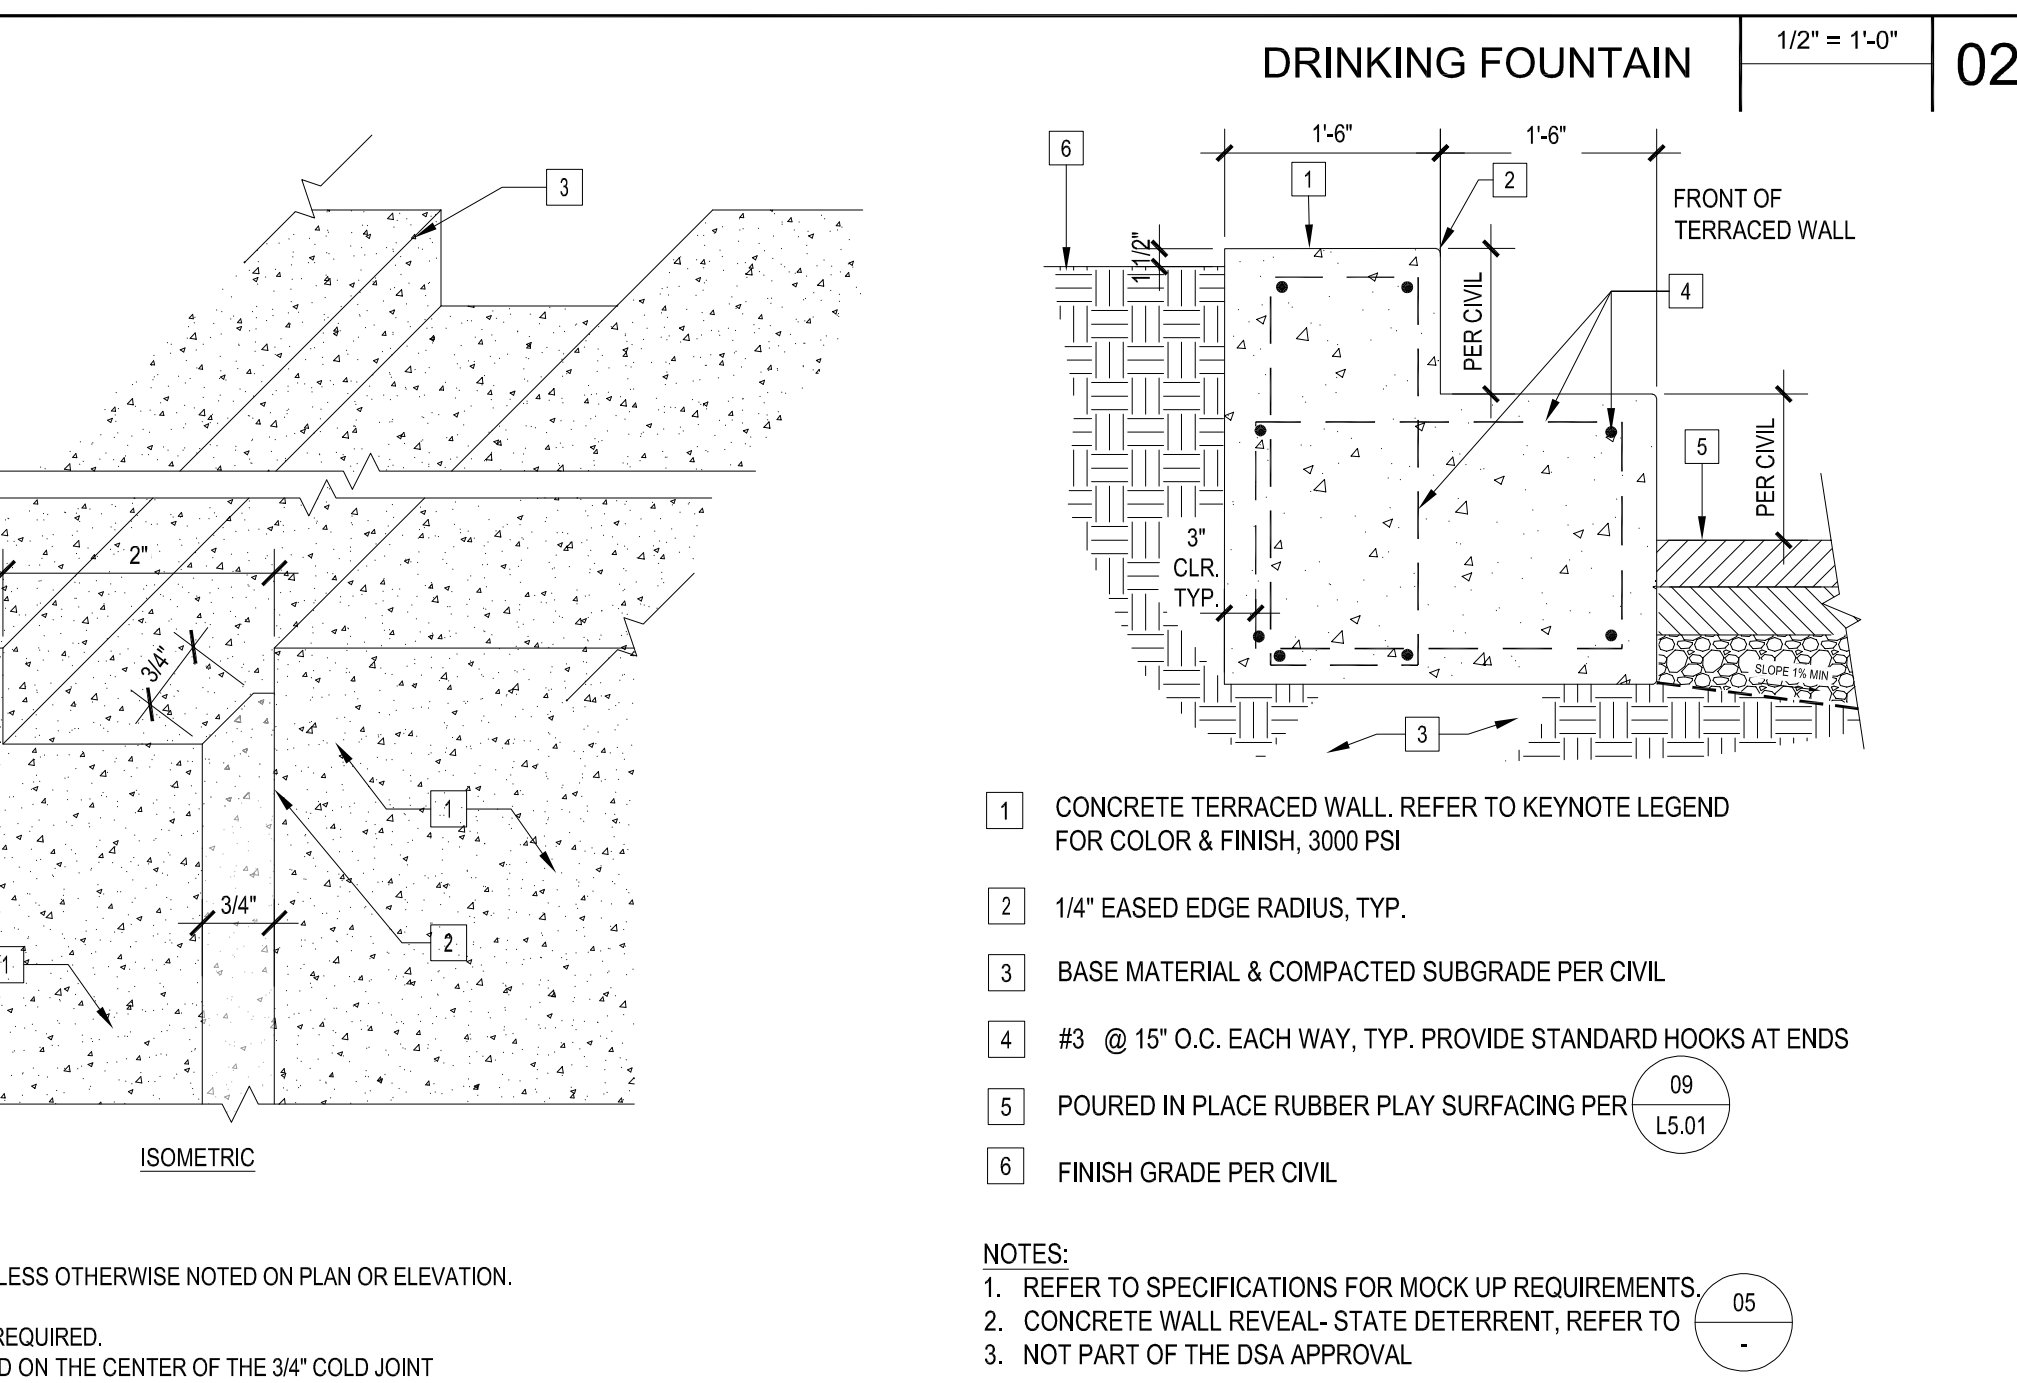 DRINKING FOUNTAIN
1/2" = 1'-0"
02
3
2"
3/4"
1
3/4"
2
1
ISOMETRIC
LESS OTHERWISE NOTED ON PLAN OR ELEVATION.
REQUIRED.
D ON THE CENTER OF THE 3/4" COLD JOINT
6
1'-6"
1'-6"
1
2
FRONT OF
TERRACED WALL
1 1/2"
PER CIVIL
4
5
PER CIVIL
3"
CLR.
TYP.
SLOPE 1% MIN
3
1 CONCRETE TERRACED WALL. REFER TO KEYNOTE LEGEND
FOR COLOR & FINISH, 3000 PSI
2 1/4" EASED EDGE RADIUS, TYP.
3 BASE MATERIAL & COMPACTED SUBGRADE PER CIVIL
4 #3 @ 15" O.C. EACH WAY, TYP. PROVIDE STANDARD HOOKS AT ENDS
5 POURED IN PLACE RUBBER PLAY SURFACING PER
09
L5.01
6 FINISH GRADE PER CIVIL
NOTES:
1. REFER TO SPECIFICATIONS FOR MOCK UP REQUIREMENTS.
2. CONCRETE WALL REVEAL- STATE DETERRENT, REFER TO
05
-
3. NOT PART OF THE DSA APPROVAL